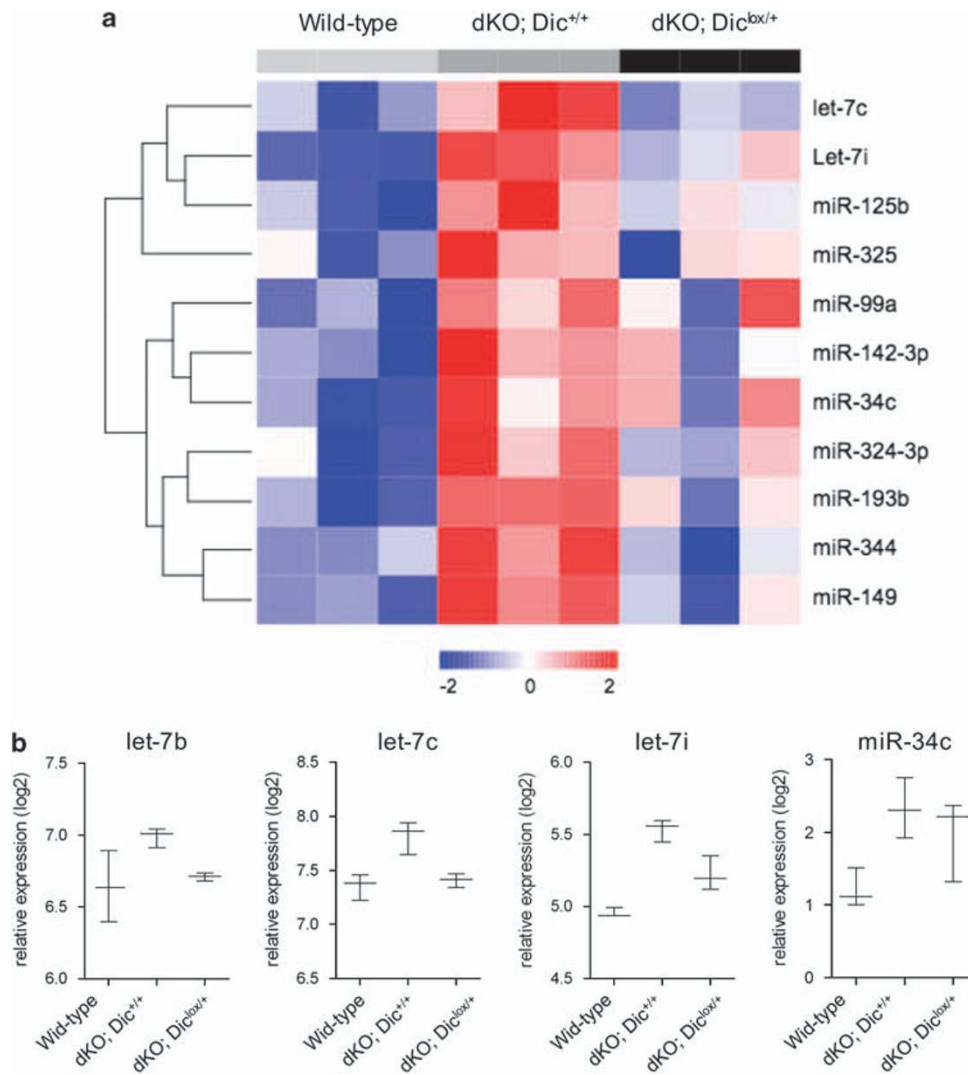 a
Wild-type dKO; Dic+/+ dKO; Diclox/+
let-7c
Let-7i
miR-125b
miR-325
miR-99a
miR-142-3p
miR-34c
miR-324-3p
miR-193b
miR-344
miR-149
-2 0 2
b
let-7b
relative expression (log2)
7.5
7.0
6.5
6.0
Wid-type
dKO; Dic+/+
dKO; Diclox/+
let-7c
relative expression (log2)
8.5
8.0
7.5
7.0
6.5
Wild-type
dKO; Dic+/+
dKO; Diclox/+
let-7i
relative expression (log2)
6.0
5.5
5.0
4.5
Wild-type
dKO; Dic+/+
dKO; Diclox/+
miR-34c
relative expression (log2)
3
2
1
0
Wild-type
dKO; Dic+/+
dKO; Diclox/+